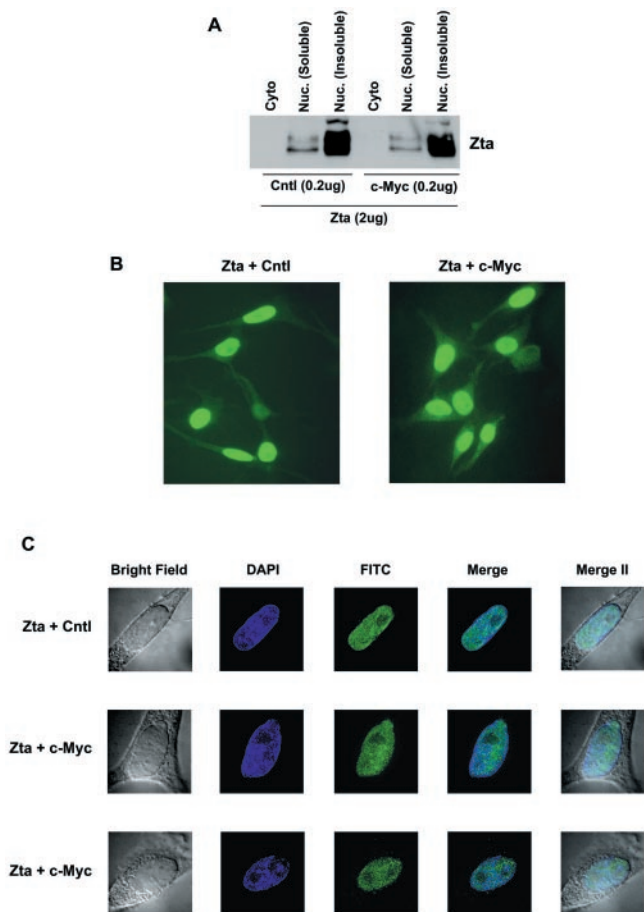 A
Cyto
Nuc. (Soluble)
Nuc. (Insoluble)
Cyto
Nuc. (Soluble)
Nuc. (Insoluble)
Zta
Cntl (0.2ug) c-Myc (0.2ug)
Zta (2ug)
B
Zta + Cntl Zta + c-Myc
C
Bright Field DAPI FITC Merge Merge II
Zta + Cntl
Zta + c-Myc
Zta + c-Myc